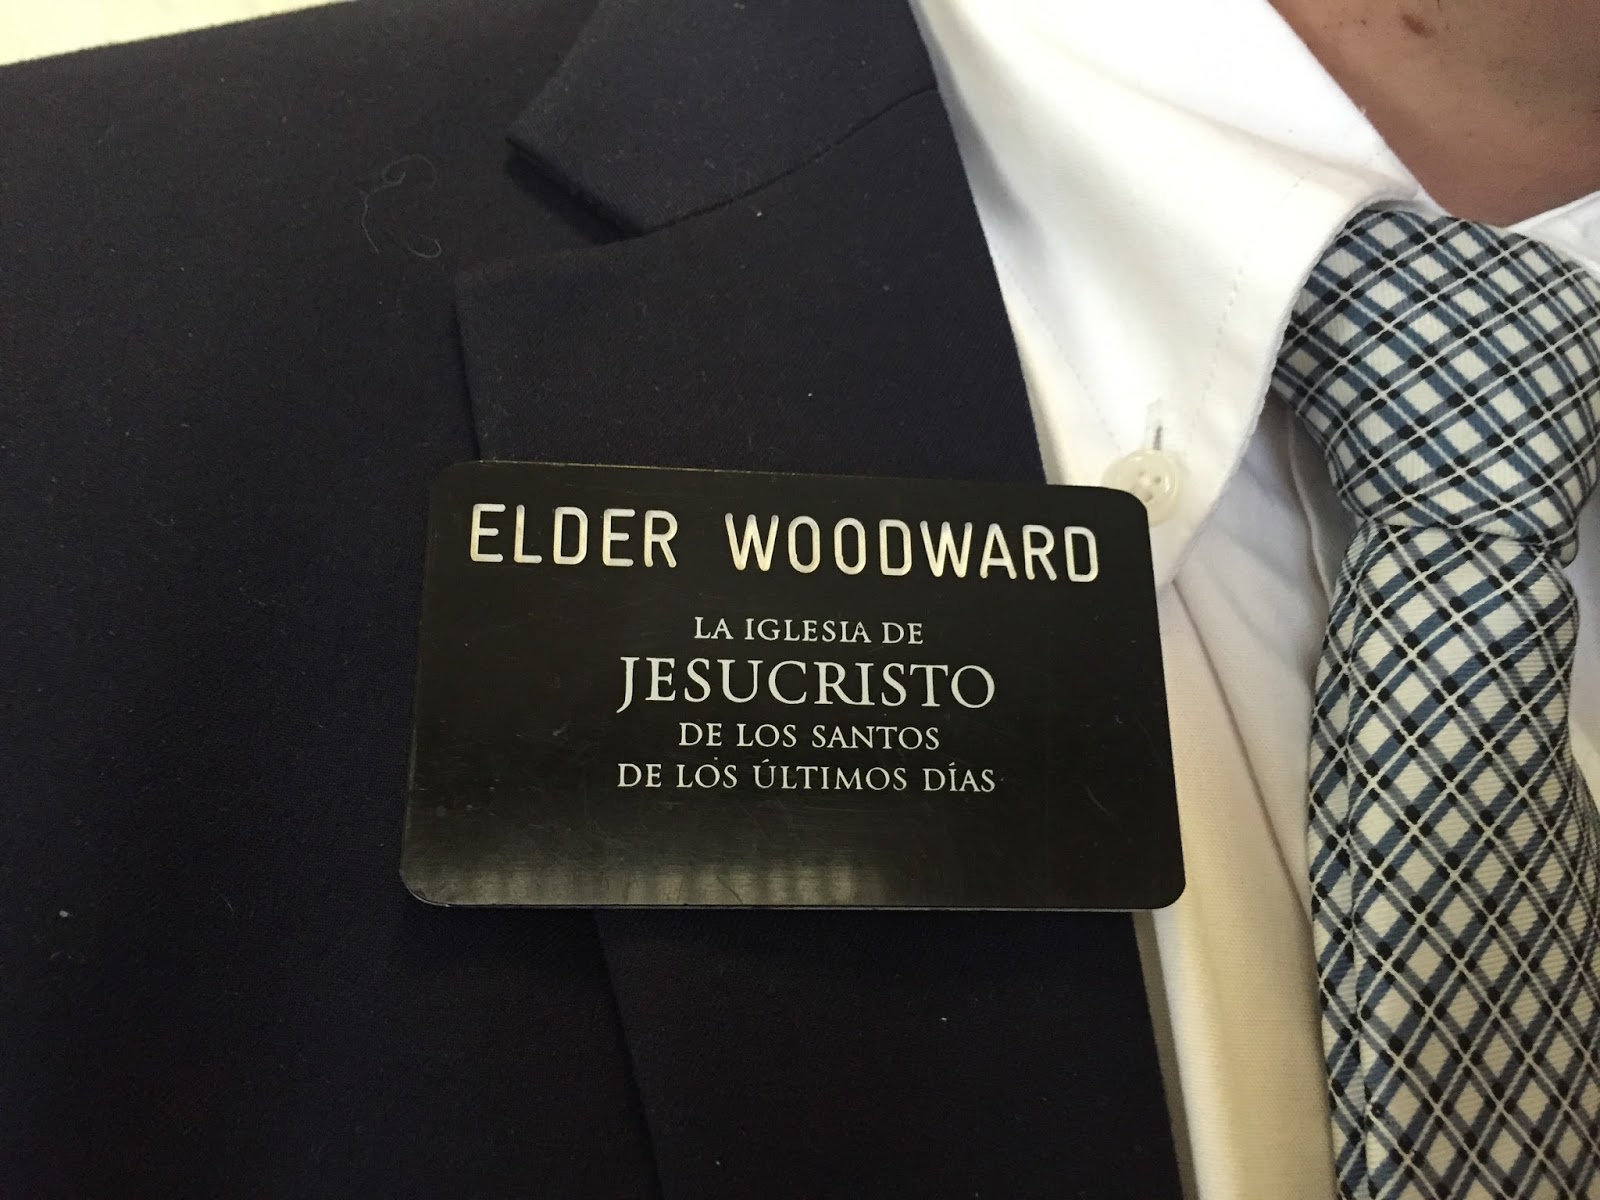 ELDER WOODWARD
LA IGLESIA DE
JESUCRISTO
DE LOS SANTOS
DE LOS ÚLTIMOS DÍAS